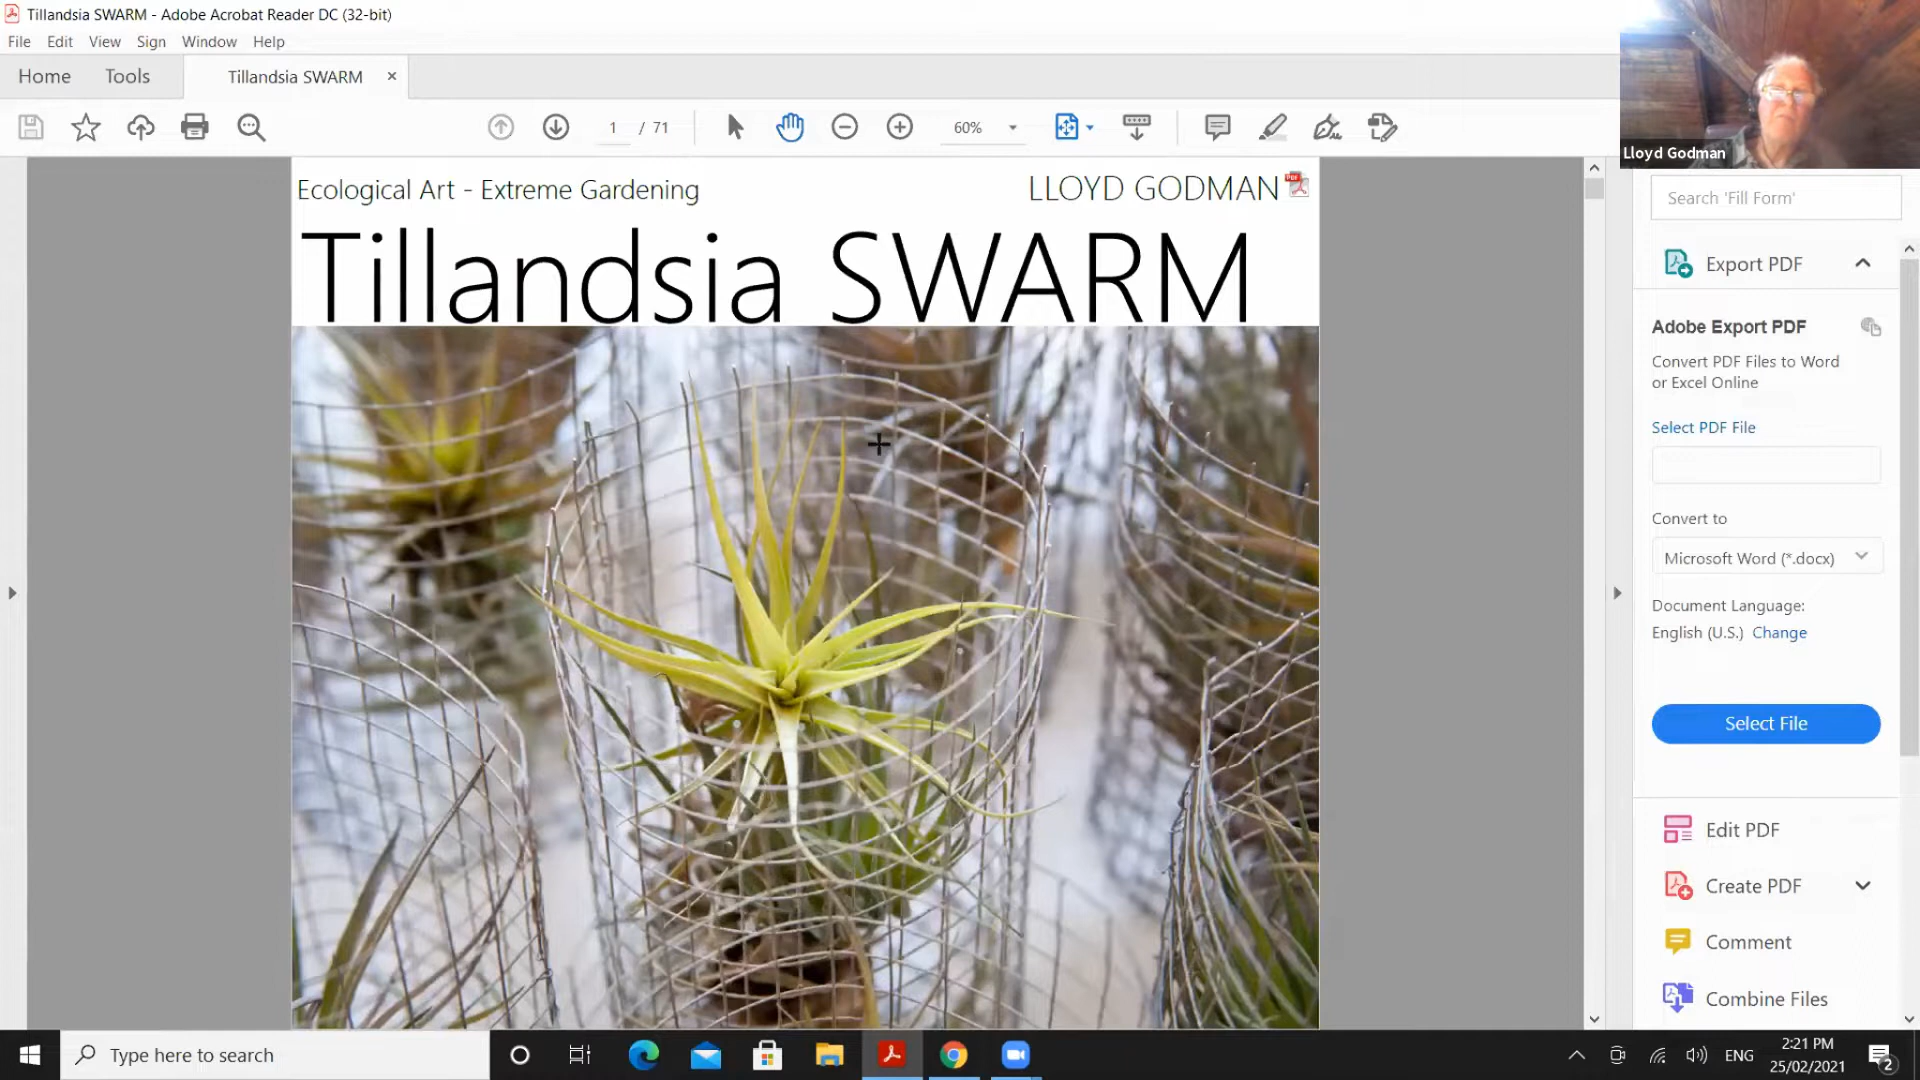 Tillandsia SWARM - Adobe Acrobat Reader DC (32-bit)
File Edit View Sign Window Help
Home Tools Tillandsia SWARM ×
1 / 71 60%
Lloyd Godman
Ecological Art - Extreme Gardening LLOYD GODMAN
Tillandsia SWARM
Search 'Fill Form'
Export PDF
Adobe Export PDF
Convert PDF Files to Word
or Excel Online
Select PDF File
Convert to
Microsoft Word (*.docx)
Document Language:
English (U.S.) Change
Select File
Edit PDF
Create PDF
Comment
Combine Files
Type here to search
ENG
2:21 PM
25/02/2021
2